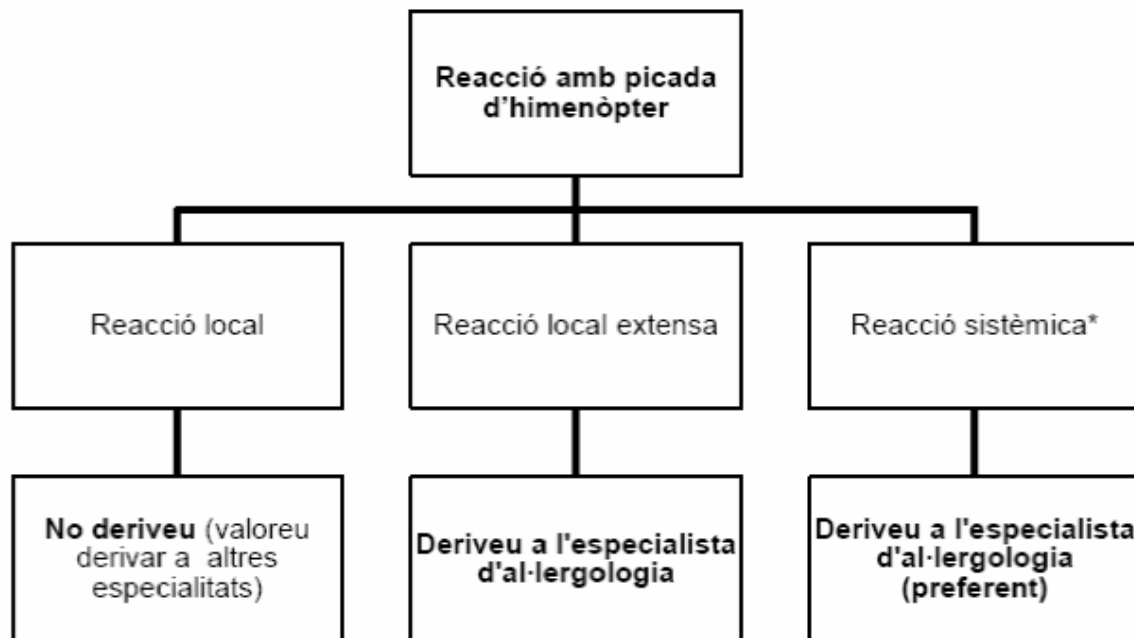 Reacció amb picada
d'himenòpter
Reacció local
Reacció local extensa
Reacció sistèmica*
No deriveu (valoreu
derivar a altres
especialitats)
Deriveu a l'especialista
d'al·lergologia
Deriveu a l'especialista
d'al·lergologia
(preferent)